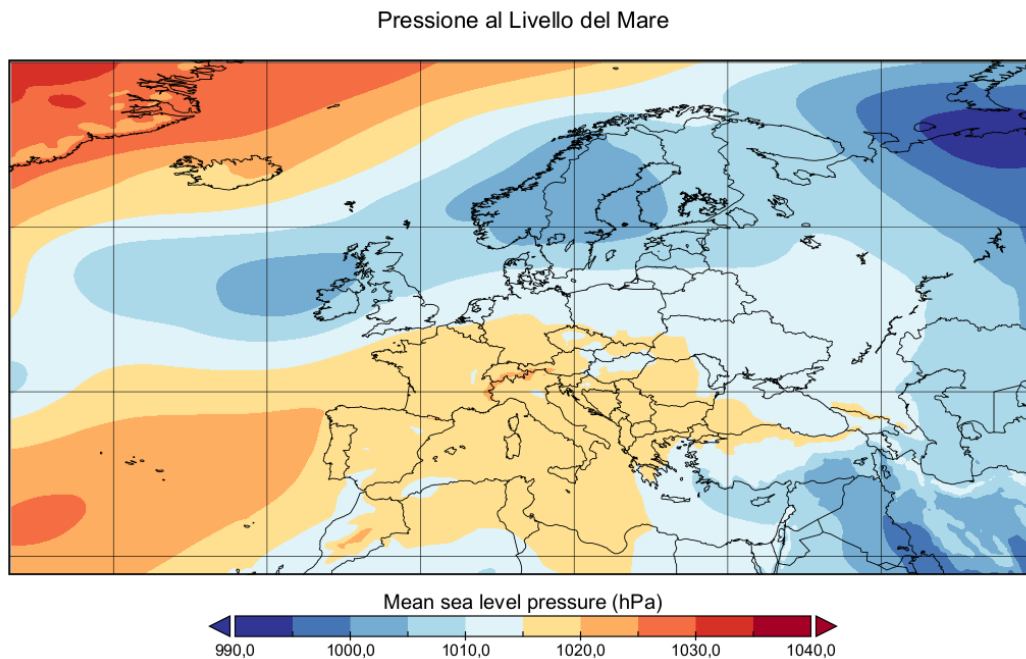 Pressione al Livello del Mare
Mean sea level pressure (hPa)
990,0 1000,0 1010,0 1020,0 1030,0 1040,0